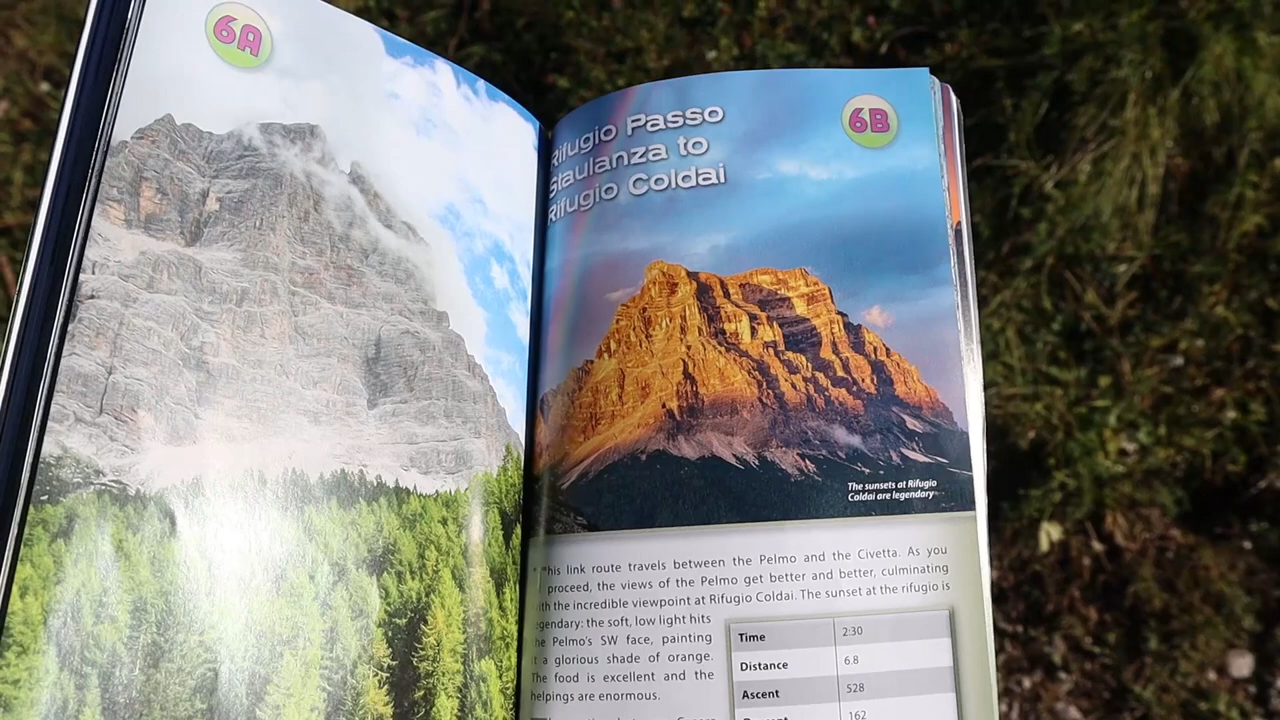 6A
6B
Rifugio Passo
Staulanza to
Rifugio Coldai
The sunsets at Rifugio
Coldai are legendary
This link route travels between the Pelmo and the Civetta. As you
proceed, the views of the Pelmo get better and better, culminating
with the incredible viewpoint at Rifugio Coldai. The sunset at the rifugio is
legendary: the soft, low light hits
the Pelmo's SW face, painting
it a glorious shade of orange.
The food is excellent and the
helpings are enormous.
Time 2:30
Distance 6.8
Ascent 528
Descent 162